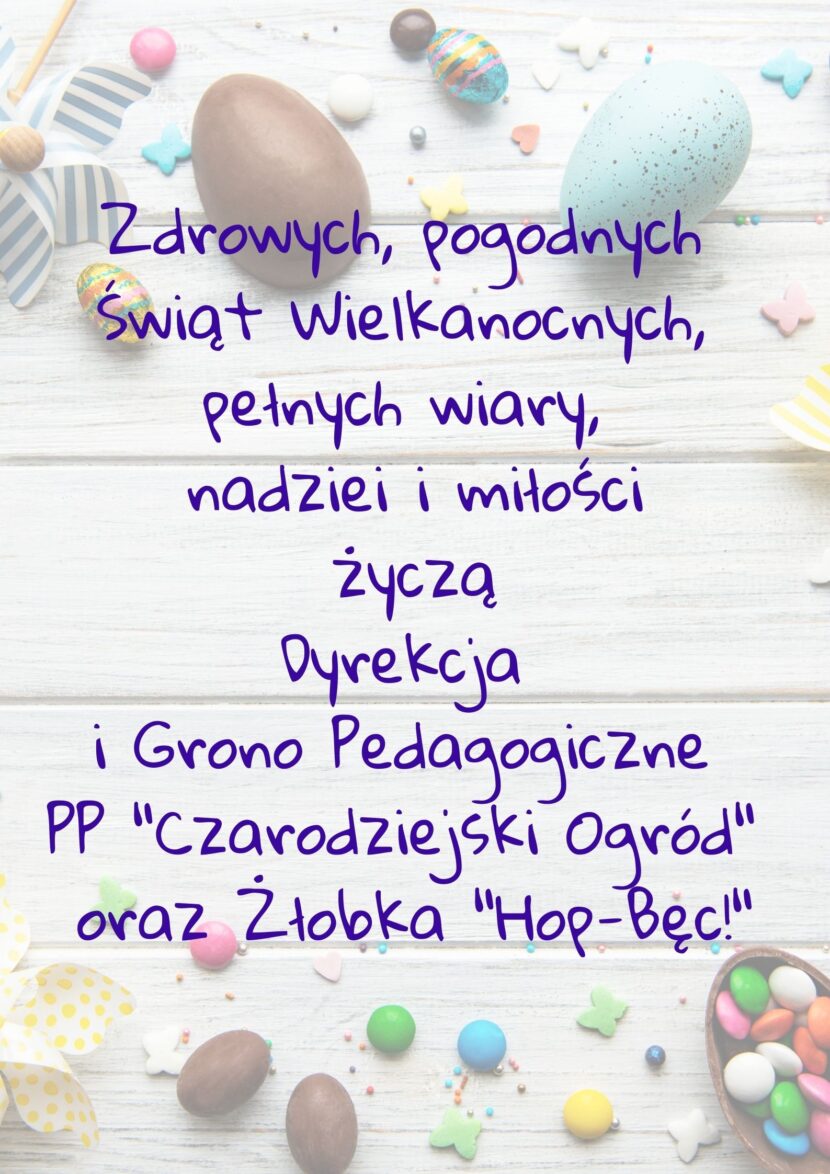 Zdrowych, pogodnych
Świąt Wielkanocnych,
pełnych wiary,
nadziei i miłości
życzą
Dyrekcja
i Grono Pedagogiczne
PP "Czarodziejski Ogród"
oraz Żłobka "Hop-Bęc!"